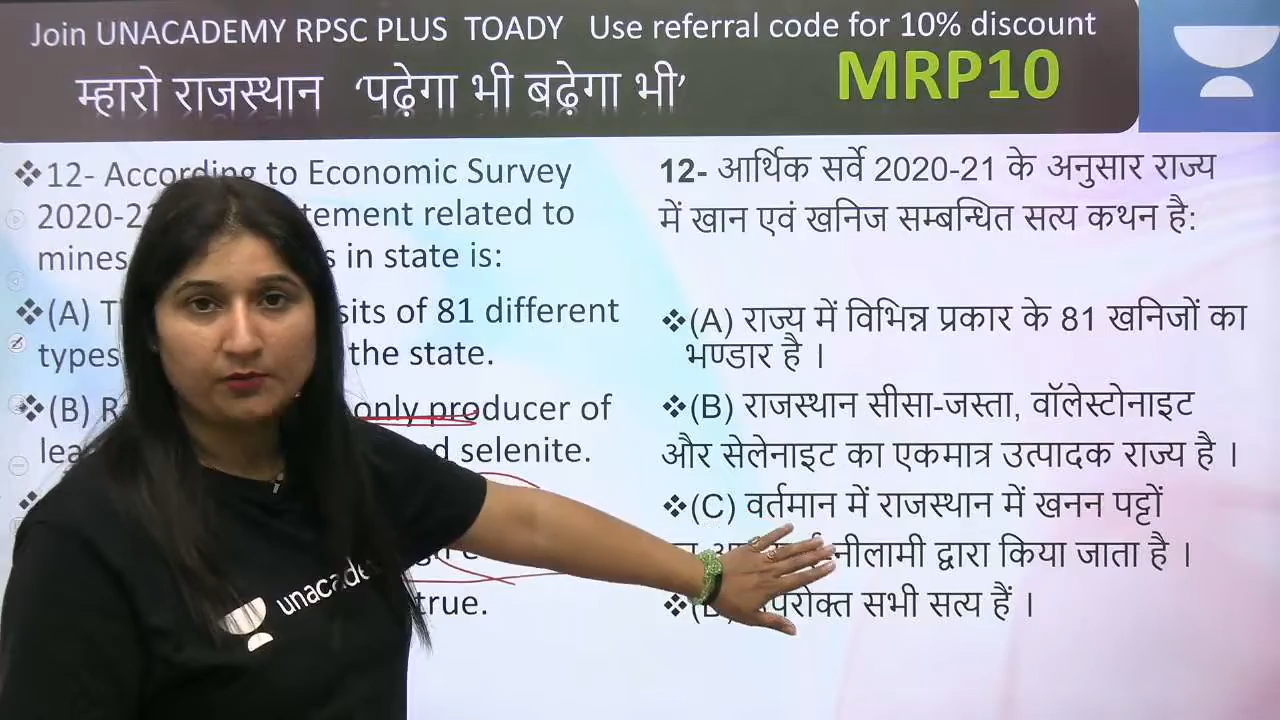 Join UNACADEMY RPSC PLUS TOADY Use referral code for 10% discount
म्हारो राजस्थान ‘पढ़ेगा भी बढ़ेगा भी’
MRP10
❖12- According to Economic Survey
2020-2 tement related to
mines in state is:
❖(A) T sits of 81 different
types the state.
❖(B) R only producer of
lea d selenite.
true.
12- आर्थिक सर्वे 2020-21 के अनुसार राज्य
में खान एवं खनिज सम्बन्धित सत्य कथन है:
❖(A) राज्य में विभिन्न प्रकार के 81 खनिजों का
भण्डार है ।
❖(B) राजस्थान सीसा-जस्ता, वॉलेस्टोनाइट
और सेलेनाइट का एकमात्र उत्पादक राज्य है ।
❖(C) वर्तमान में राजस्थान में खनन पट्टों
नीलामी द्वारा किया जाता है ।
परोक्त सभी सत्य हैं ।
unacade